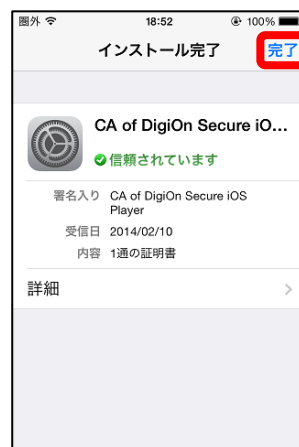 圏外 18:52 100%
インストール完了 完了
CA of DigiOn Secure iO...
信頼されています
署名入り CA of DigiOn Secure iOS
Player
受信日 2014/02/10
内容 1通の証明書
詳細